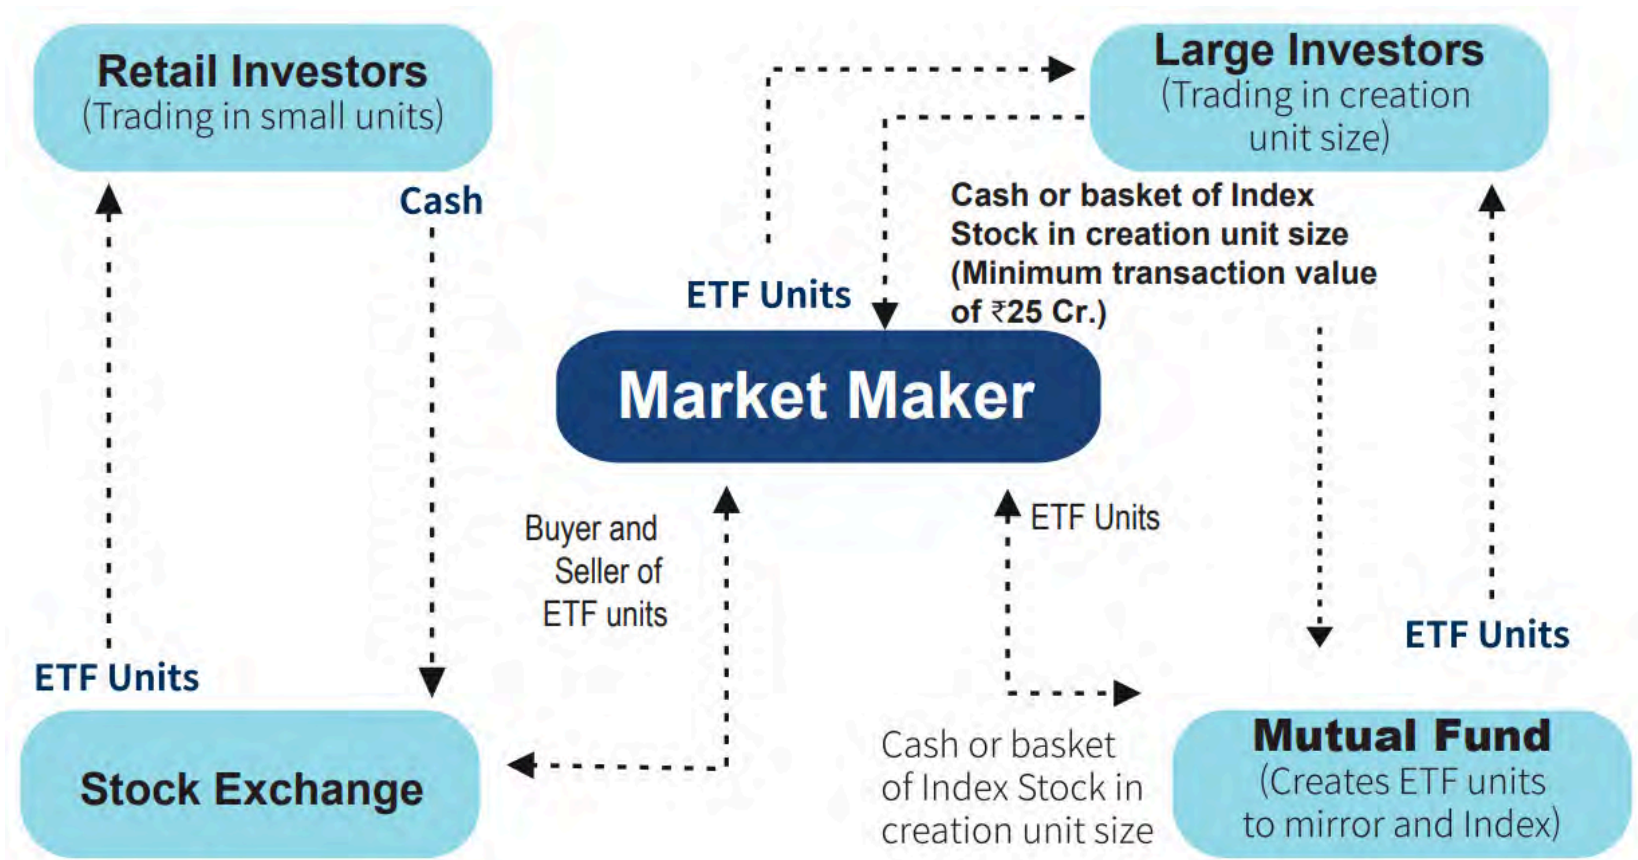 Retail Investors
(Trading in small units)
Large Investors
(Trading in creation
unit size)
Cash
Cash or basket of Index
Stock in creation unit size
(Minimum transaction value
of ₹25 Cr.)
ETF Units
Market Maker
Buyer and
Seller of
ETF units
ETF Units
ETF Units
ETF Units
Stock Exchange
Cash or basket
of Index Stock in
creation unit size
Mutual Fund
(Creates ETF units
to mirror and Index)